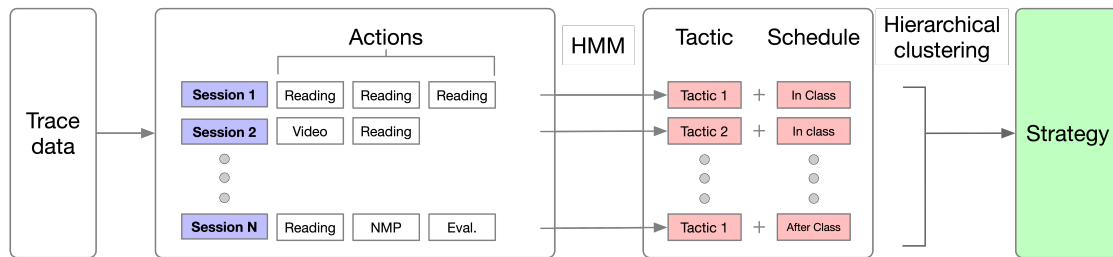 Trace
data
Actions
Session 1 Reading Reading Reading
Session 2 Video Reading
Session N Reading NMP Eval.
HMM
Tactic Schedule
Tactic 1 + In Class
Tactic 2 + In class
Tactic 1 + After Class
Hierarchical
clustering
Strategy